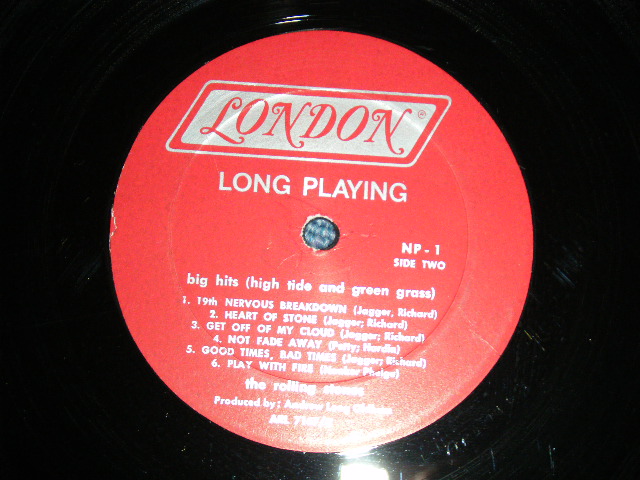 LONDON®
LONG PLAYING
NP-1
SIDE TWO
big hits (high tide and green grass)
1. 19th NERVOUS BREAKDOWN (Jagger, Richard)
2. HEART OF STONE (Jagger; Richard)
3. GET OFF OF MY CLOUD (Jagger; Richard)
4. NOT FADE AWAY (Petty; Hardin)
5. GOOD TIMES, BAD TIMES (Jagger; Richard)
6. PLAY WITH FIRE (Nanker Phelge)
the rolling stones
Produced by: Andrew Loog Oldham